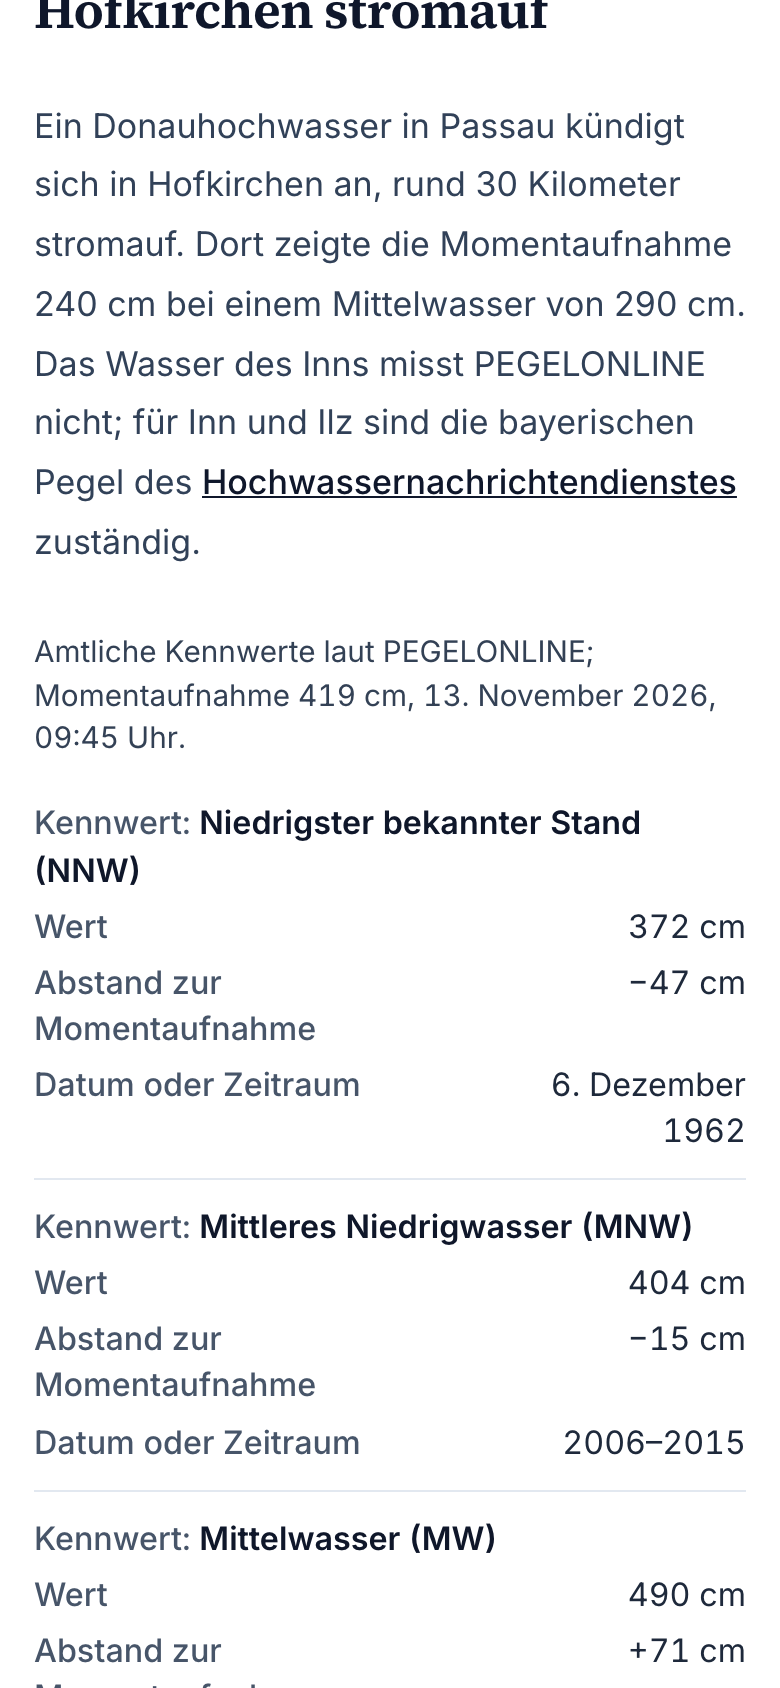 Hofkirchen stromauf
Ein Donauhochwasser in Passau kündigt
sich in Hofkirchen an, rund 30 Kilometer
stromauf. Dort zeigte die Momentaufnahme
240 cm bei einem Mittelwasser von 290 cm.
Das Wasser des Inns misst PEGELONLINE
nicht; für Inn und Ilz sind die bayerischen
Pegel des Hochwassernachrichtendienstes
zuständig.
Amtliche Kennwerte laut PEGELONLINE;
Momentaufnahme 419 cm, 13. November 2026,
09:45 Uhr.
Kennwert: Niedrigster bekannter Stand
(NNW)
Wert 372 cm
Abstand zur −47 cm
Momentaufnahme
Datum oder Zeitraum 6. Dezember
1962
Kennwert: Mittleres Niedrigwasser (MNW)
Wert 404 cm
Abstand zur −15 cm
Momentaufnahme
Datum oder Zeitraum 2006–2015
Kennwert: Mittelwasser (MW)
Wert 490 cm
Abstand zur +71 cm